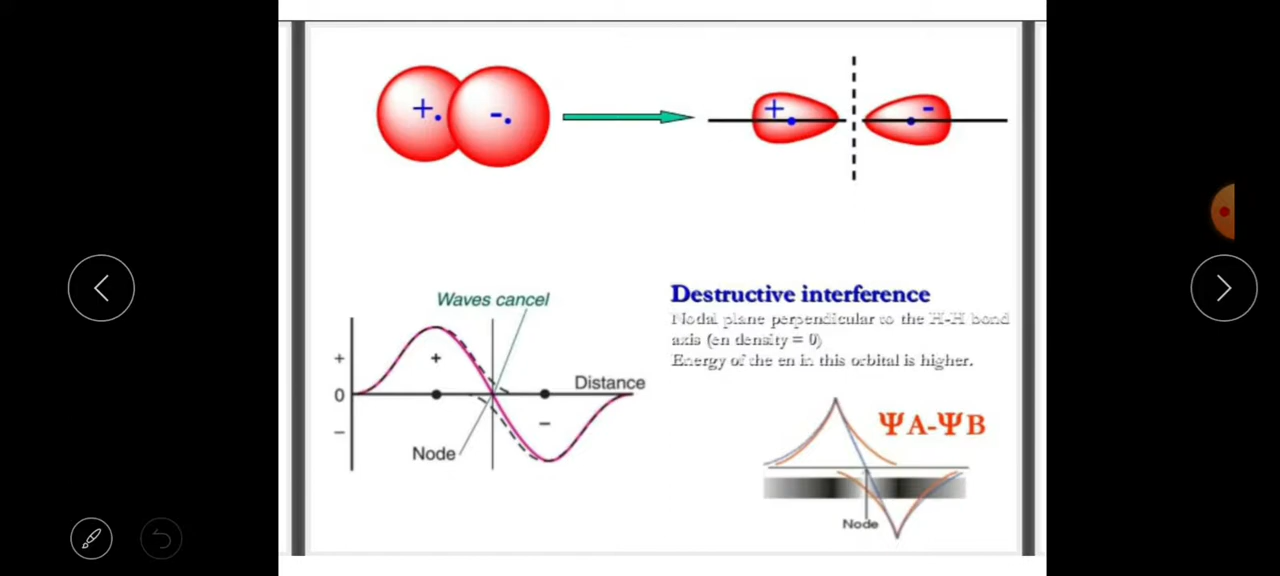 +. -.
+ -
Waves cancel
+
+
0
Distance
−
−
Node
Destructive interference
Nodal plane perpendicular to the H-H bond
axis (en density = 0)
Energy of the en in this orbital is higher.
ΨA-ΨB
Node